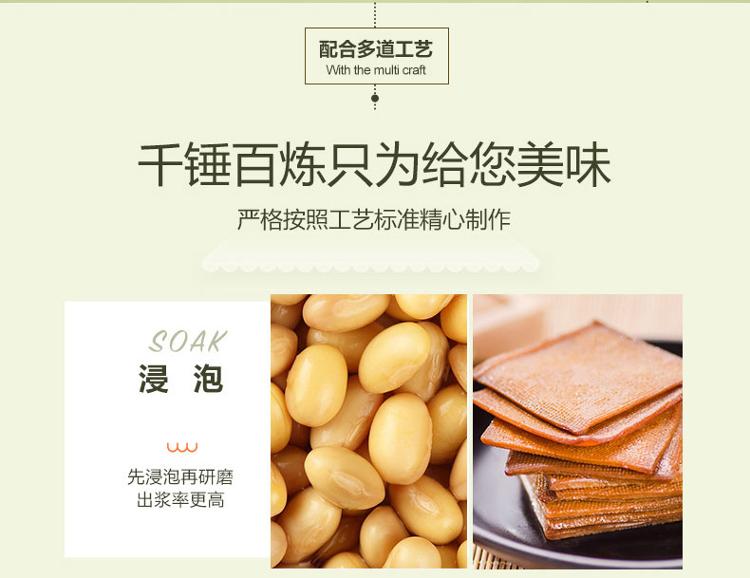 配合多道工艺
With the multi craft
千锤百炼只为给您美味
严格按照工艺标准精心制作
SOAK
浸 泡
先浸泡再研磨
出浆率更高